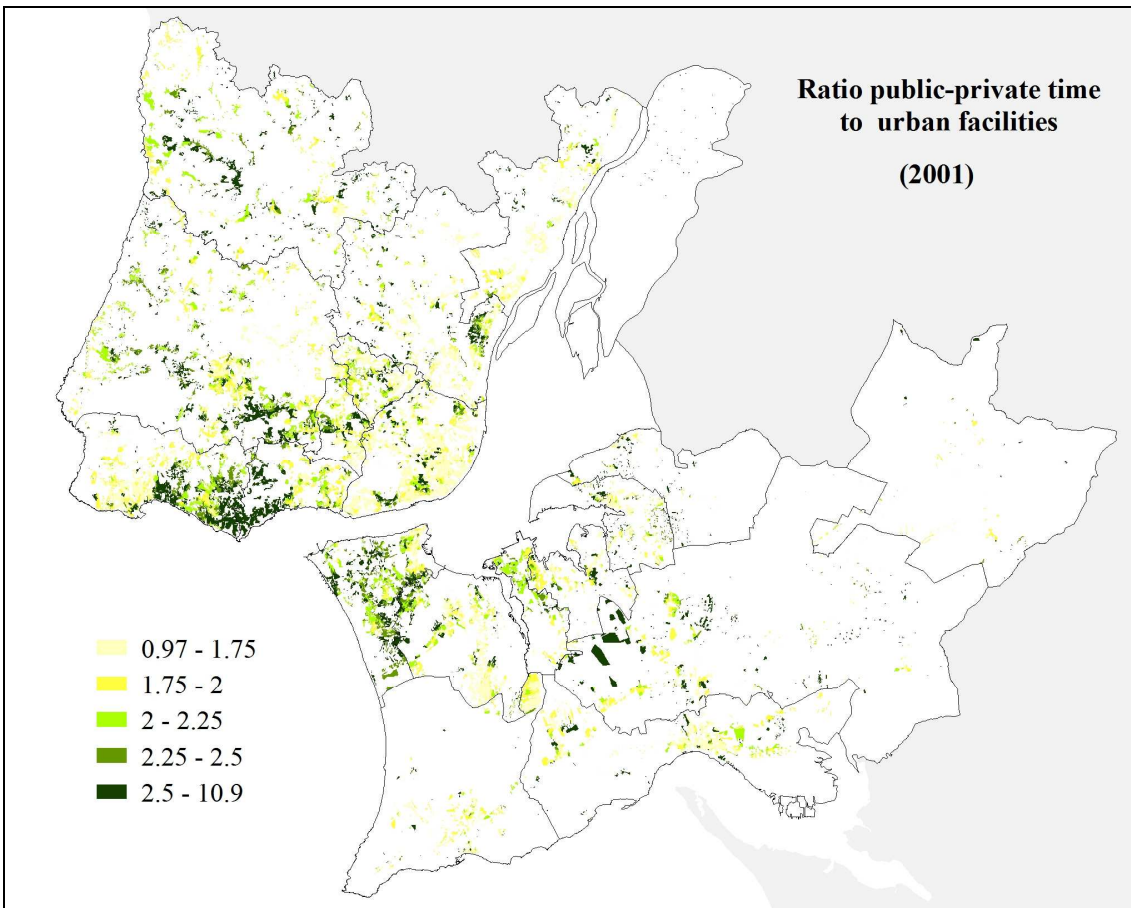 Ratio public-private time
to urban facilities
(2001)
0.97 - 1.75
1.75 - 2
2 - 2.25
2.25 - 2.5
2.5 - 10.9